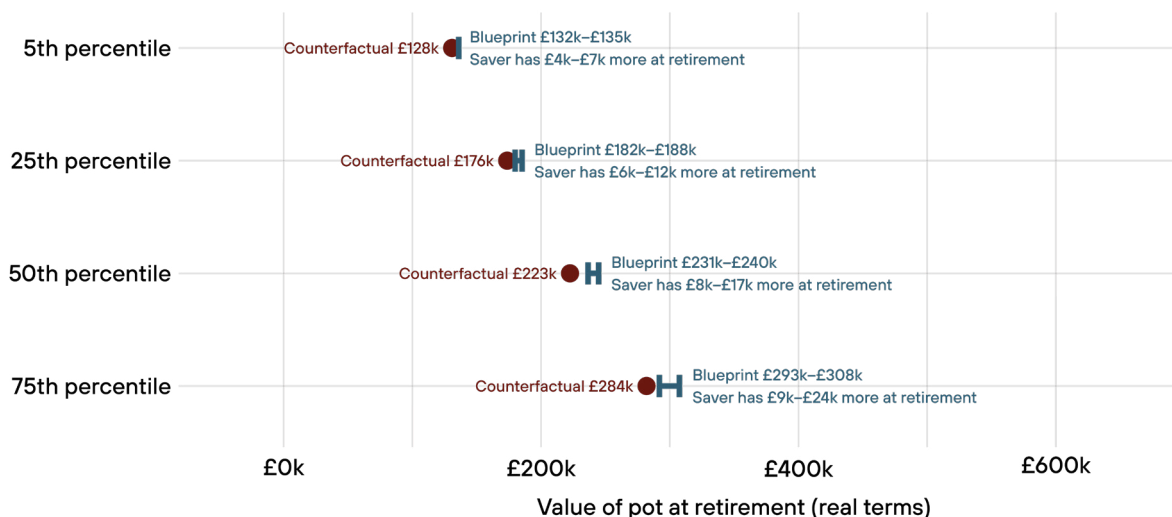 5th percentile
Counterfactual £128k
Blueprint £132k–£135k
Saver has £4k–£7k more at retirement
25th percentile
Counterfactual £176k
Blueprint £182k–£188k
Saver has £6k–£12k more at retirement
50th percentile
Counterfactual £223k
Blueprint £231k–£240k
Saver has £8k–£17k more at retirement
75th percentile
Counterfactual £284k
Blueprint £293k–£308k
Saver has £9k–£24k more at retirement
£0k
£200k
£400k
£600k
Value of pot at retirement (real terms)